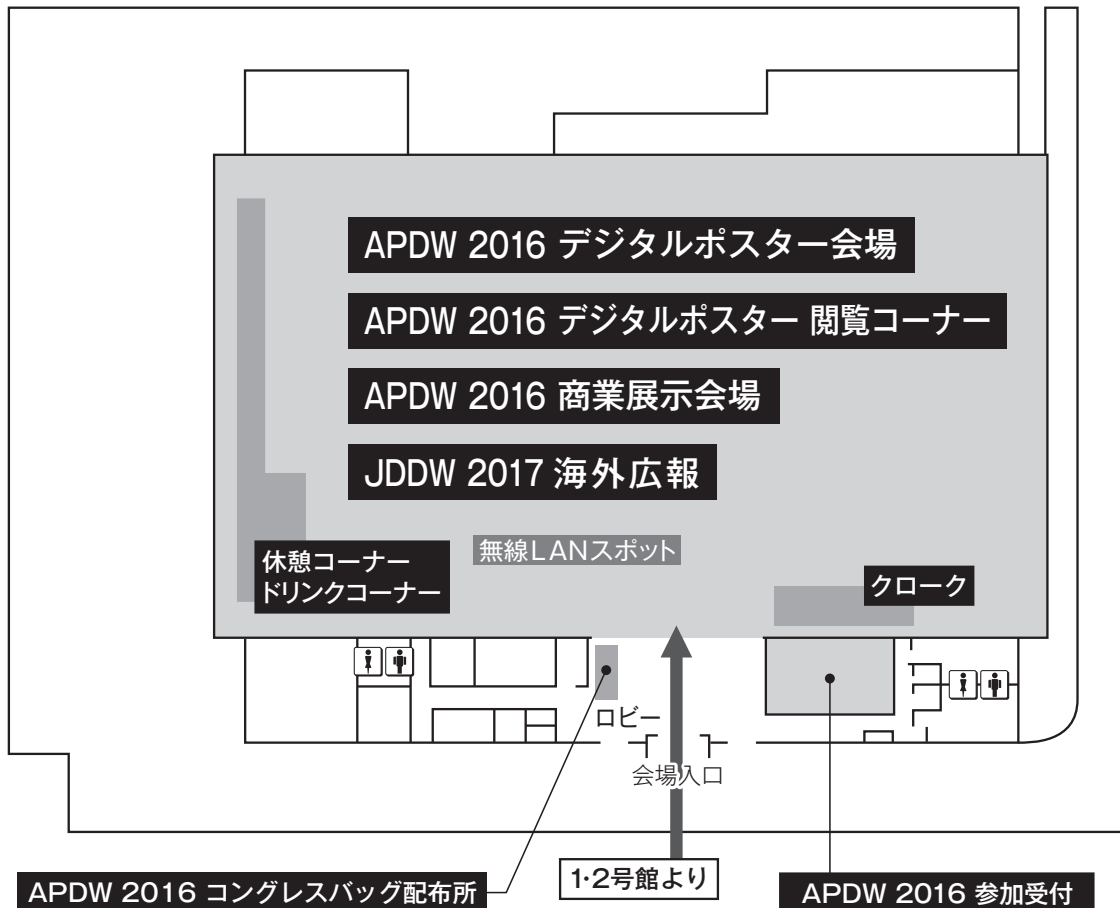 APDW 2016 デジタルポスター会場
APDW 2016 デジタルポスター 閲覧コーナー
APDW 2016 商業展示会場
JDDW 2017 海外広報
無線LANスポット
休憩コーナー
ドリンクコーナー
クローク
ロビー
会場入口
APDW 2016 コングレスバッグ配布所
1・2号館より
APDW 2016 参加受付